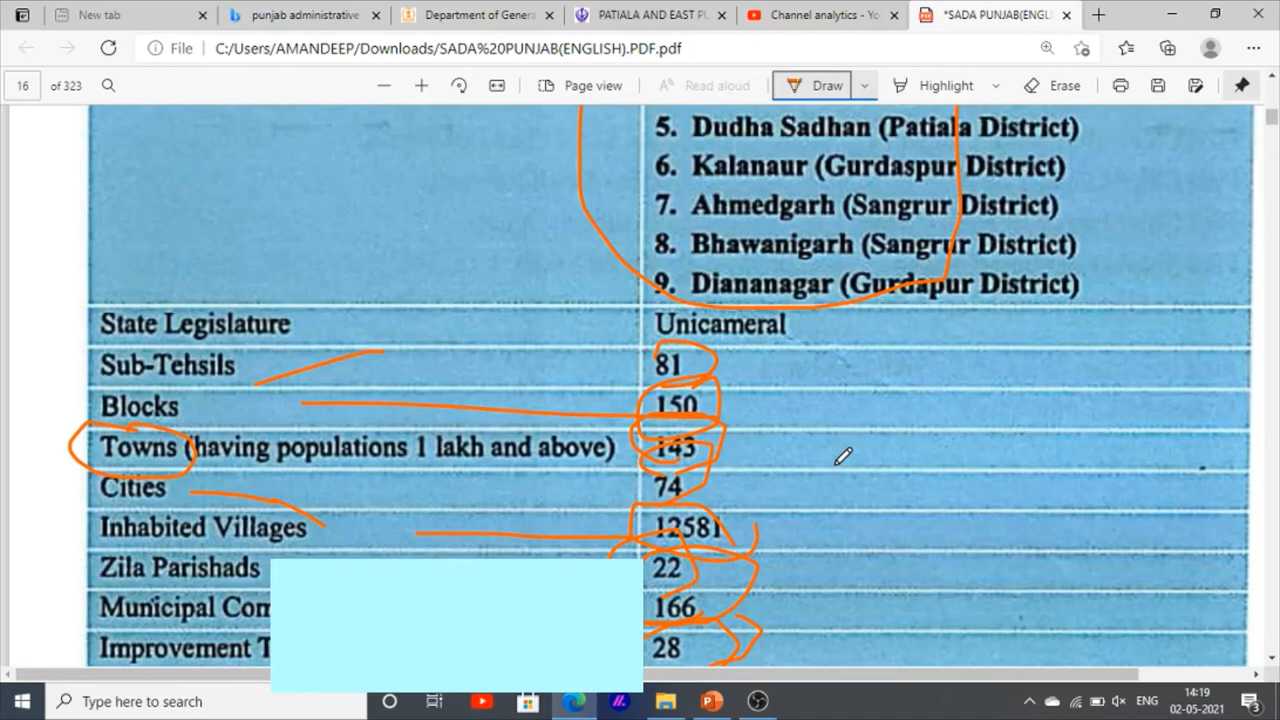 New tab
punjab administrative
Department of Genera
PATIALA AND EAST PU
Channel analytics - Yo
*SADA PUNJAB(ENGL
File C:/Users/AMANDEEP/Downloads/SADA%20PUNJAB(ENGLISH).PDF.pdf
16 of 323 Page view Read aloud Draw Highlight Erase
5. Dudha Sadhan (Patiala District)
6. Kalanaur (Gurdaspur District)
7. Ahmedgarh (Sangrur District)
8. Bhawanigarh (Sangrur District)
9. Diananagar (Gurdapur District)
State Legislature Unicameral
Sub-Tehsils 81
Blocks 150
Towns (having populations 1 lakh and above) 143
Cities 74
Inhabited Villages 12581
Zila Parishads 22
Municipal Com 166
Improvement T 28
Type here to search
ENG
14:19
02-05-2021
3